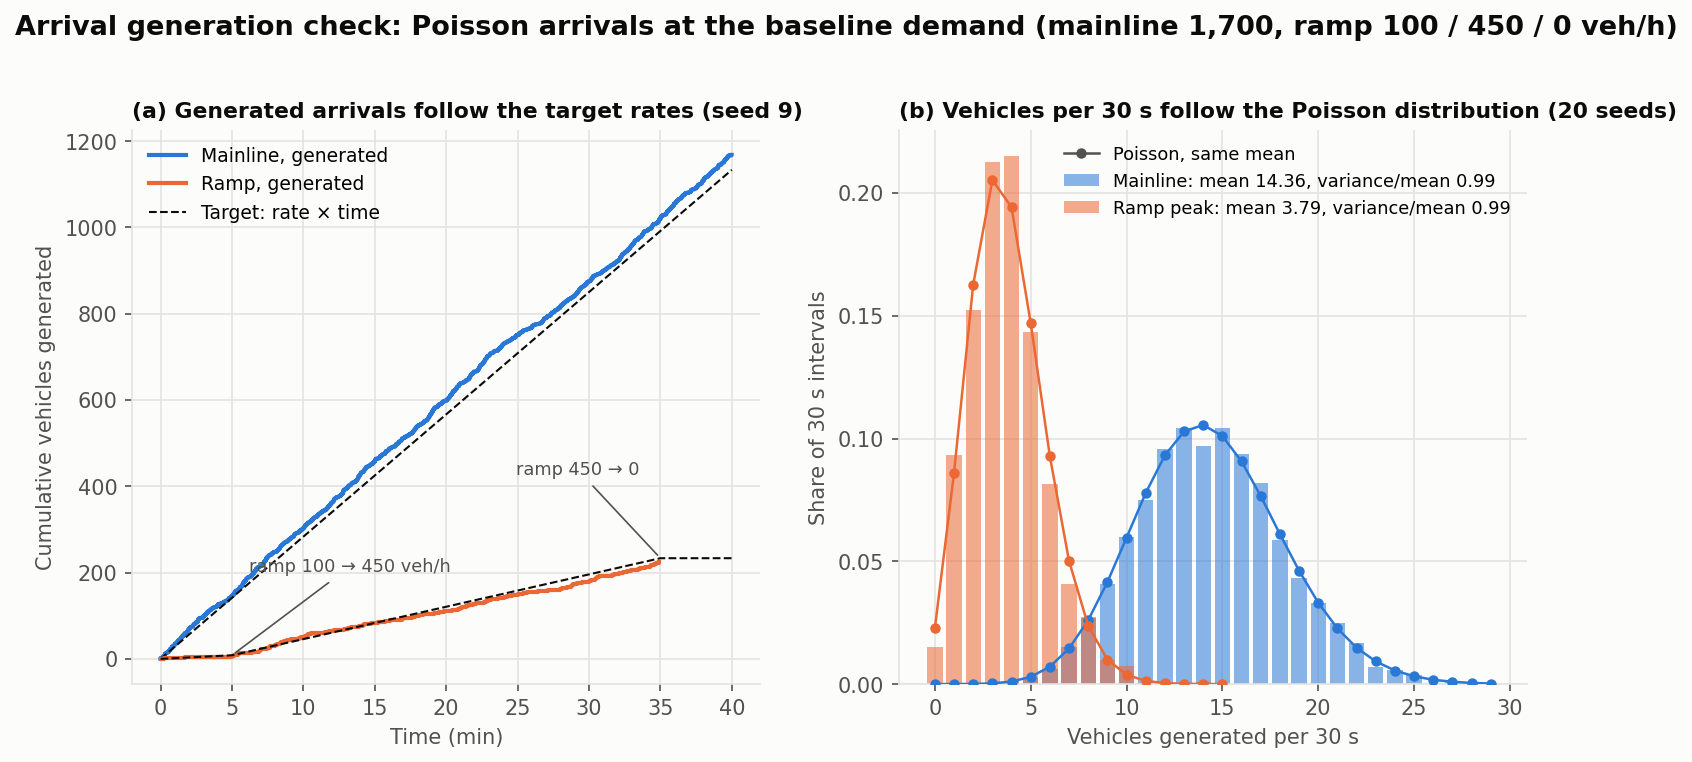 Arrival generation check: Poisson arrivals at the baseline demand (mainline 1,700, ramp 100 / 450 / 0 veh/h)
(a) Generated arrivals follow the target rates (seed 9)
Cumulative vehicles generated
1200
1000
800
600
400
200
0
Mainline, generated
Ramp, generated
Target: rate × time
ramp 450 → 0
ramp 100 → 450 veh/h
0 5 10 15 20 25 30 35 40
Time (min)
(b) Vehicles per 30 s follow the Poisson distribution (20 seeds)
Share of 30 s intervals
0.20
0.15
0.10
0.05
0.00
Poisson, same mean
Mainline: mean 14.36, variance/mean 0.99
Ramp peak: mean 3.79, variance/mean 0.99
0 5 10 15 20 25 30
Vehicles generated per 30 s